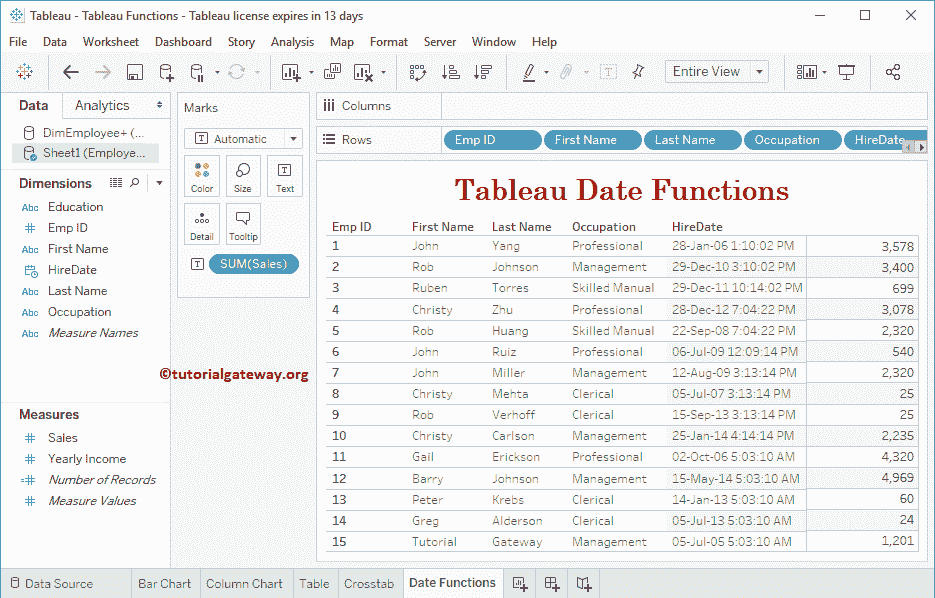 Tableau - Tableau Functions - Tableau license expires in 13 days
File Data Worksheet Dashboard Story Analysis Map Format Server Window Help
Entire View
Data Analytics
DimEmployee+ (...
Sheet1 (Employe...
Dimensions
Abc Education
Emp ID
Abc First Name
HireDate
Abc Last Name
Abc Occupation
Abc Measure Names
Measures
Sales
Yearly Income
Number of Records
Measure Values
Marks
T Automatic
Color Size T Text
Detail Tooltip
T SUM(Sales)
©tutorialgateway.org
Columns
Rows Emp ID First Name Last Name Occupation HireDate
Tableau Date Functions
Emp ID First Name Last Name Occupation HireDate
1 John Yang Professional 28-Jan-06 1:10:02 PM 3,578
2 Rob Johnson Management 29-Dec-10 3:10:02 PM 3,400
3 Ruben Torres Skilled Manual 29-Dec-11 10:14:02 PM 699
4 Christy Zhu Professional 28-Dec-12 7:04:22 PM 3,078
5 Rob Huang Skilled Manual 22-Sep-08 7:04:22 PM 2,320
6 John Ruiz Professional 06-Jul-09 12:09:14 PM 540
7 John Miller Management 12-Aug-09 3:13:14 PM 2,320
8 Christy Mehta Clerical 05-Jul-07 3:13:14 PM 25
9 Rob Verhoff Clerical 15-Sep-13 3:13:14 PM 25
10 Christy Carlson Management 25-Jan-14 4:14:14 PM 2,235
11 Gail Erickson Professional 02-Oct-06 5:03:10 AM 4,320
12 Barry Johnson Management 15-May-14 5:03:10 AM 4,969
13 Peter Krebs Clerical 14-Jan-13 5:03:10 AM 60
14 Greg Alderson Clerical 05-Jul-13 5:03:10 AM 24
15 Tutorial Gateway Management 05-Jul-05 5:03:10 AM 1,201
Data Source Bar Chart Column Chart Table Crosstab Date Functions